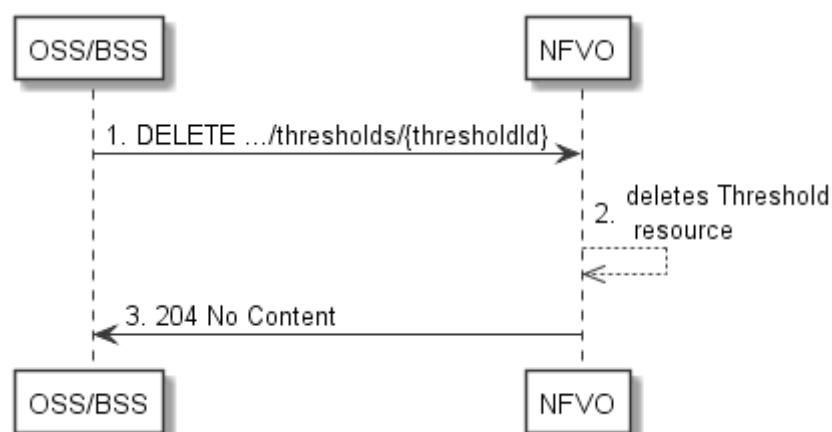 OSS/BSS
NFVO
1. DELETE .../thresholds/{thresholdId}
2. deletes Threshold
resource
3. 204 No Content
OSS/BSS
NFVO